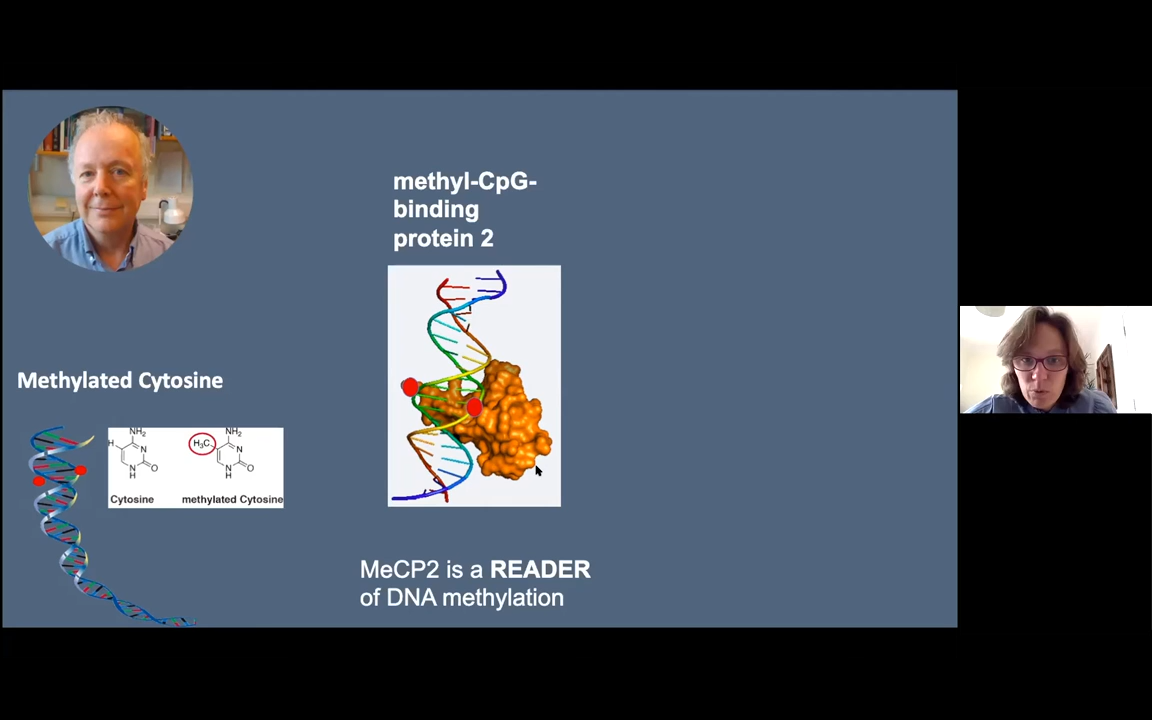 methyl-CpG-
binding
protein 2
Methylated Cytosine
NH₂
H
N
N
H
O
Cytosine
NH₂
H₃C
N
N
H
O
methylated Cytosine
MeCP2 is a READER
of DNA methylation